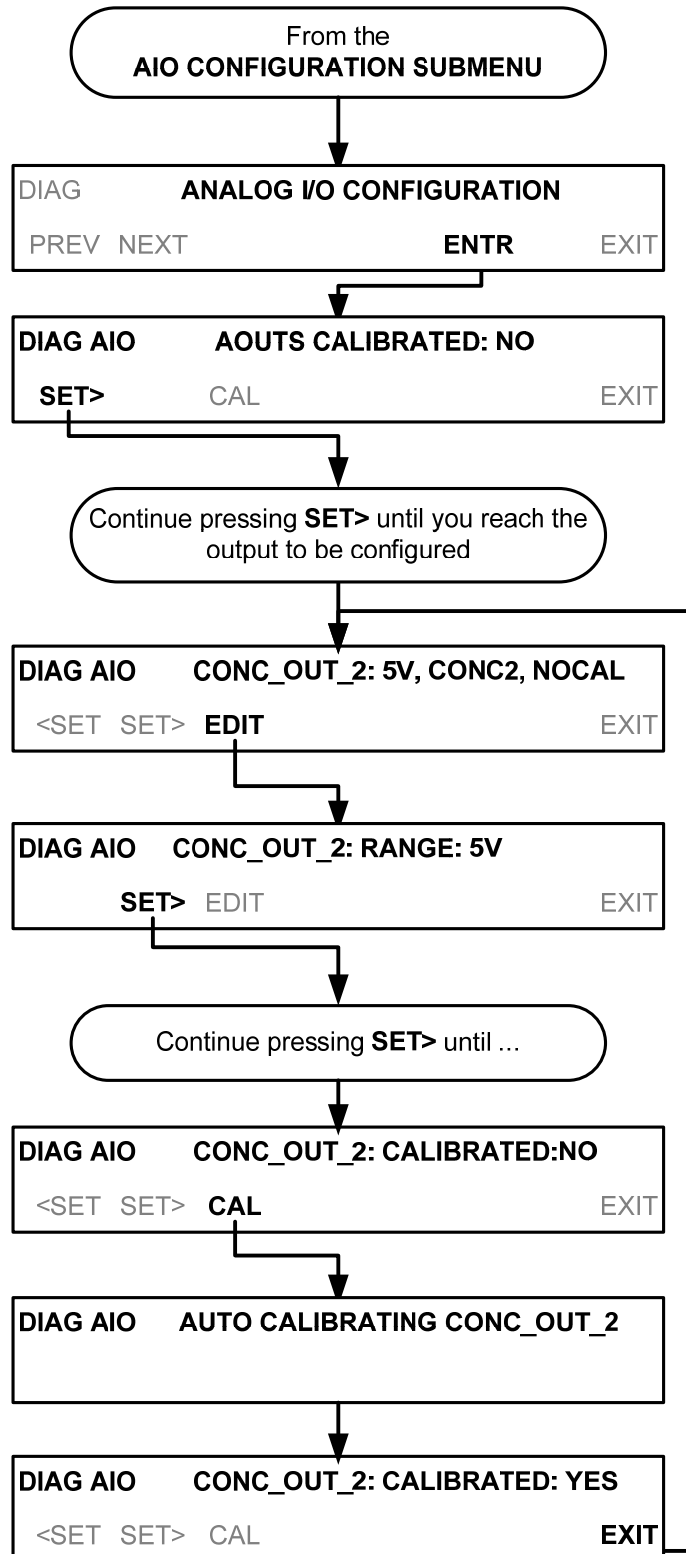 From the
AIO CONFIGURATION SUBMENU
DIAG ANALOG I/O CONFIGURATION
PREV NEXT ENTR EXIT
DIAG AIO AOUTS CALIBRATED: NO
SET> CAL EXIT
Continue pressing SET> until you reach the
output to be configured
DIAG AIO CONC_OUT_2: 5V, CONC2, NOCAL
<SET SET> EDIT EXIT
DIAG AIO CONC_OUT_2: RANGE: 5V
SET> EDIT EXIT
Continue pressing SET> until ...
DIAG AIO CONC_OUT_2: CALIBRATED:NO
<SET SET> CAL EXIT
DIAG AIO AUTO CALIBRATING CONC_OUT_2
DIAG AIO CONC_OUT_2: CALIBRATED: YES
<SET SET> CAL EXIT